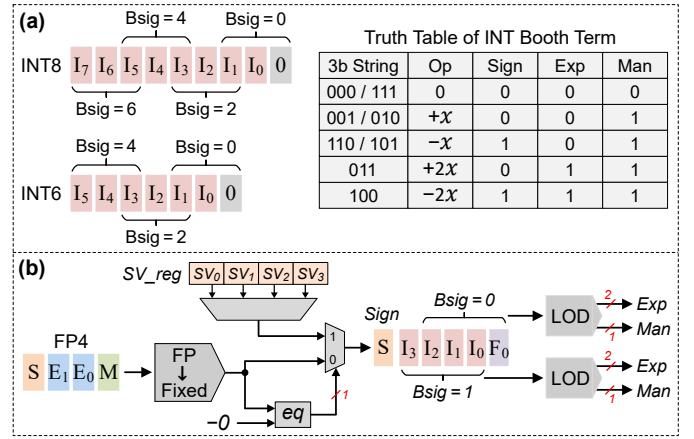 (a)
Bsig = 4
Bsig = 0
INT8 I₇ I₆ I₅ I₄ I₃ I₂ I₁ I₀ 0
Bsig = 6
Bsig = 2
Bsig = 4
Bsig = 0
INT6 I₅ I₄ I₃ I₂ I₁ I₀ 0
Bsig = 2
Truth Table of INT Booth Term
3b String Op Sign Exp Man
000 / 111 0 0 0 0
001 / 010 +x 0 0 1
110 / 101 −x 1 0 1
011 +2x 0 1 1
100 −2x 1 1 1
(b)
SV_reg SV₀ SV₁ SV₂ SV₃
FP4
S E₁ E₀ M
FP
↓
Fixed
−0
eq
1
0
1
Sign
Bsig = 0
S I₃ I₂ I₁ I₀ F₀
Bsig = 1
LOD
2
Exp
1
Man
LOD
2
Exp
1
Man